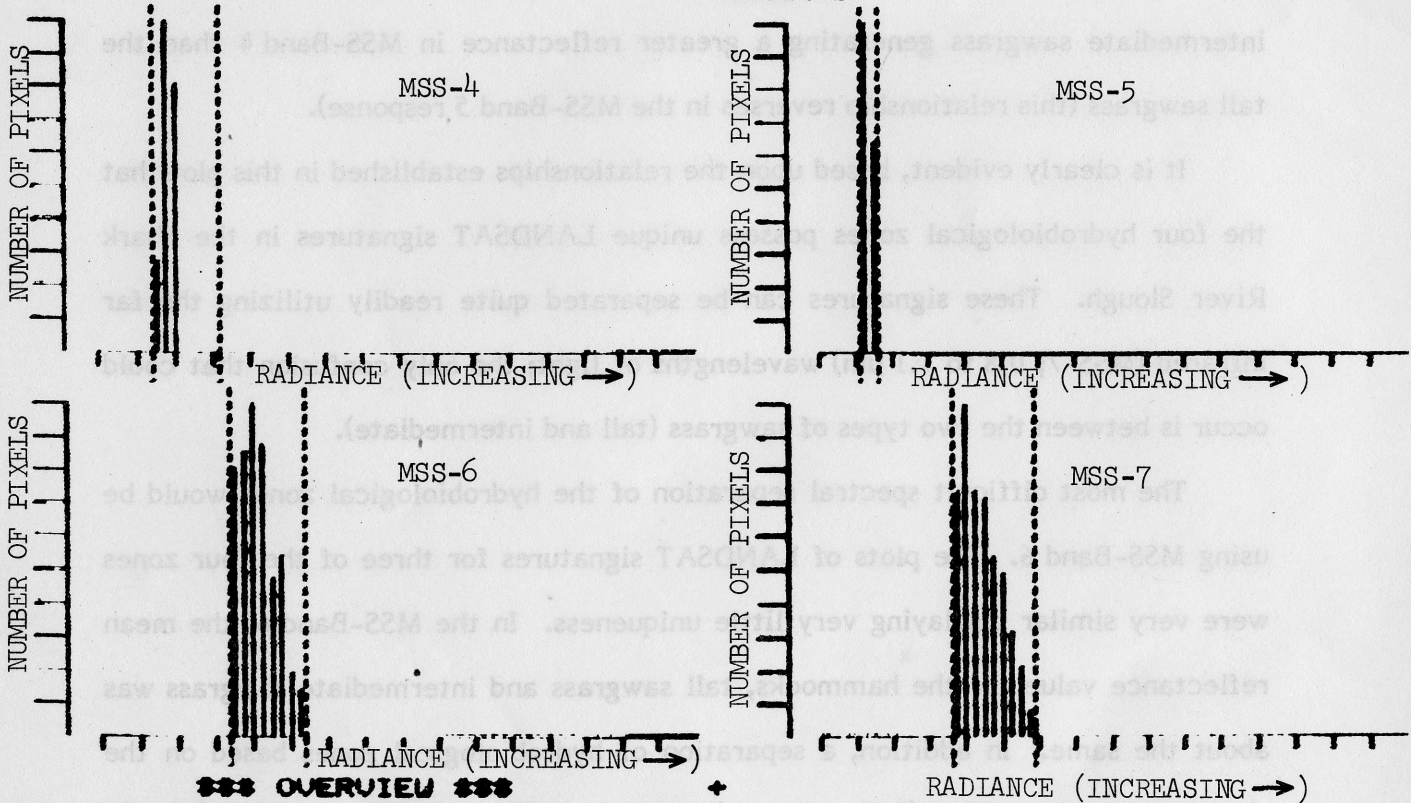 NUMBER OF PIXELS
MSS-4
RADIANCE (INCREASING →)
NUMBER OF PIXELS
MSS-5
RADIANCE (INCREASING →)
NUMBER OF PIXELS
MSS-6
RADIANCE (INCREASING →)
NUMBER OF PIXELS
MSS-7
RADIANCE (INCREASING →)
*** OVERVIEW *** +
intermediate sawgrass generating a greater reflectance in MSS-Band 4 than the
tall sawgrass (this relationship reverses in the MSS-Band 5 response).
It is clearly evident, based upon the relationships established in this plot that
the four hydrobiological zones possess unique LANDSAT signatures in the Shark
River Slough. These signatures can be separated quite readily utilizing the far
wavelengths that could
occur is between the two types of sawgrass (tall and intermediate).
The most difficult spectral separation of the hydrobiological zones would be
using MSS-Band 6. The plots of LANDSAT signatures for three of the four zones
were very similar displaying very little uniqueness. In the MSS-Band the mean
reflectance values of the hammocks, tall sawgrass and intermediate sawgrass was
about the same. In addition, a separation based on the